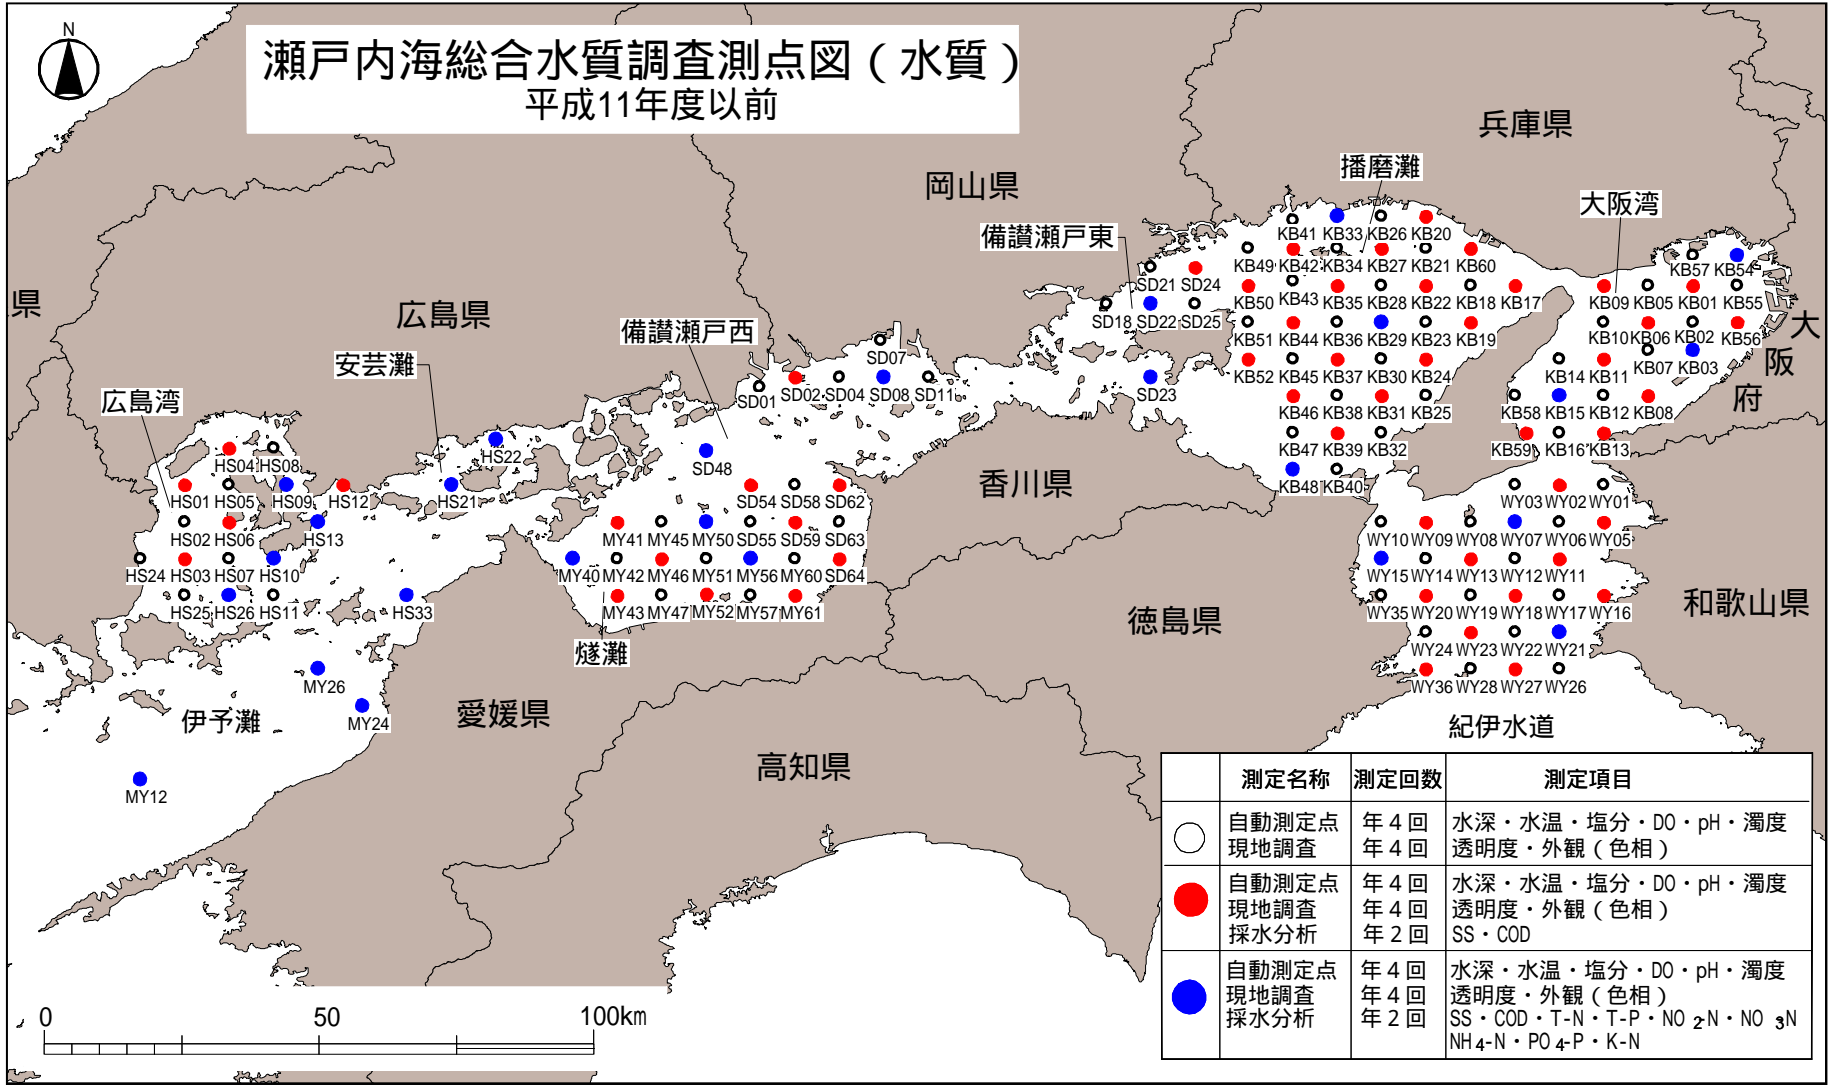 N
瀬戸内海総合水質調査測点図（水質）
平成11年度以前
兵庫県
播磨灘
岡山県
大阪湾
備讃瀬戸東
県
広島県
備讃瀬戸西
安芸灘
広島湾
大
阪
府
香川県
徳島県
和歌山県
燧灘
愛媛県
伊予灘
高知県
紀伊水道
KB41 KB33 KB26 KB20
KB49 KB42 KB34 KB27 KB21 KB60
KB57 KB54
SD21 SD24
KB50 KB43 KB35 KB28 KB22 KB18 KB17
KB09 KB05 KB01 KB55
SD18 SD22 SD25
KB51 KB44 KB36 KB29 KB23 KB19
KB10 KB06 KB02 KB56
SD07
KB52 KB45 KB37 KB30 KB24
KB14 KB11 KB07 KB03
SD01 SD02 SD04 SD08 SD11
SD23
KB46 KB38 KB31 KB25
KB58 KB15 KB12 KB08
KB47 KB39 KB32
KB59 KB16 KB13
KB48 KB40
HS04 HS08
HS22
SD48
HS01 HS05 HS09 HS12
HS21
SD54 SD58 SD62
WY03 WY02 WY01
HS02 HS06 HS13
MY41 MY45 MY50 SD55 SD59 SD63
WY10 WY09 WY08 WY07 WY06 WY05
HS24 HS03 HS07 HS10
MY40 MY42 MY46 MY51 MY56 MY60 SD64
WY15 WY14 WY13 WY12 WY11
HS25 HS26 HS11 HS33
MY43 MY47 MY52 MY57 MY61
WY35 WY20 WY19 WY18 WY17 WY16
WY24 WY23 WY22 WY21
MY26
WY36 WY28 WY27 WY26
MY24
MY12
測定名称 測定回数 測定項目
自動測定点 年４回 水深・水温・塩分・DO・pH・濁度
現地調査 年４回 透明度・外観（色相）
自動測定点 年４回 水深・水温・塩分・DO・pH・濁度
現地調査 年４回 透明度・外観（色相）
採水分析 年２回 SS・COD
自動測定点 年４回 水深・水温・塩分・DO・pH・濁度
現地調査 年４回 透明度・外観（色相）
採水分析 年２回 SS・COD・T-N・T-P・NO2-N・NO3N
NH4-N・PO4-P・K-N
0 50 100km